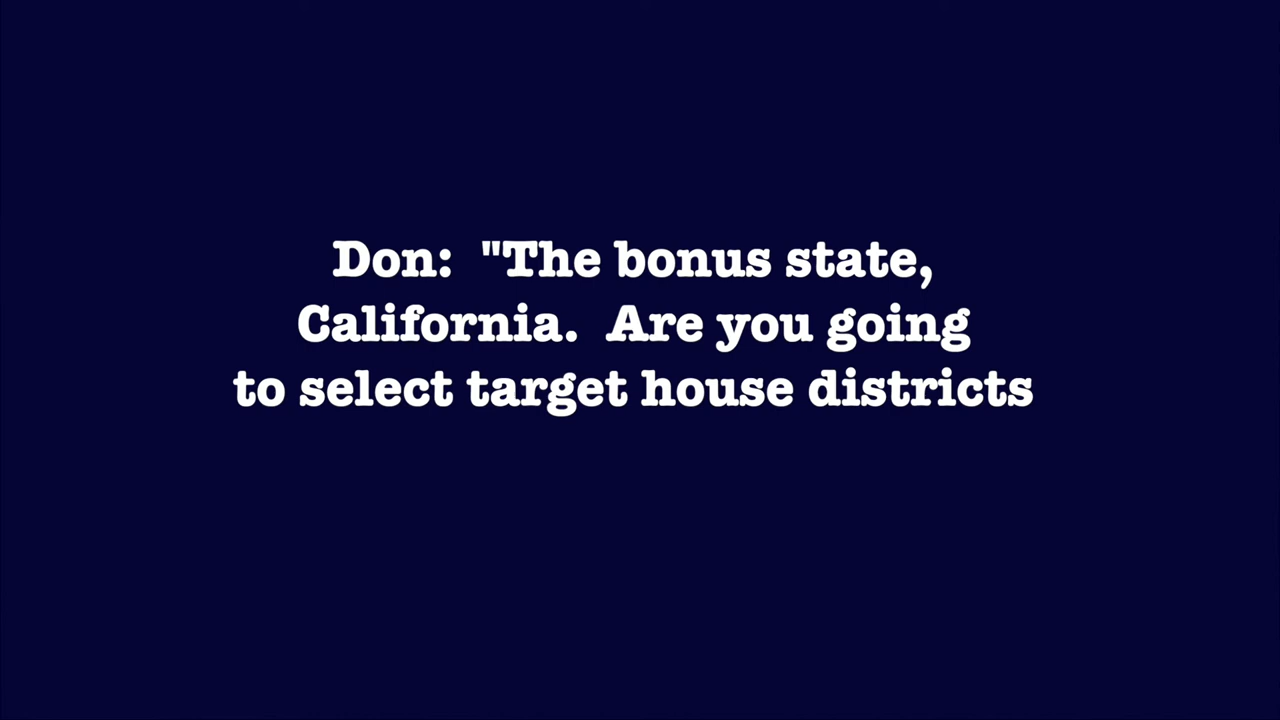 Don:  "The bonus state,
California.  Are you going
to select target house districts